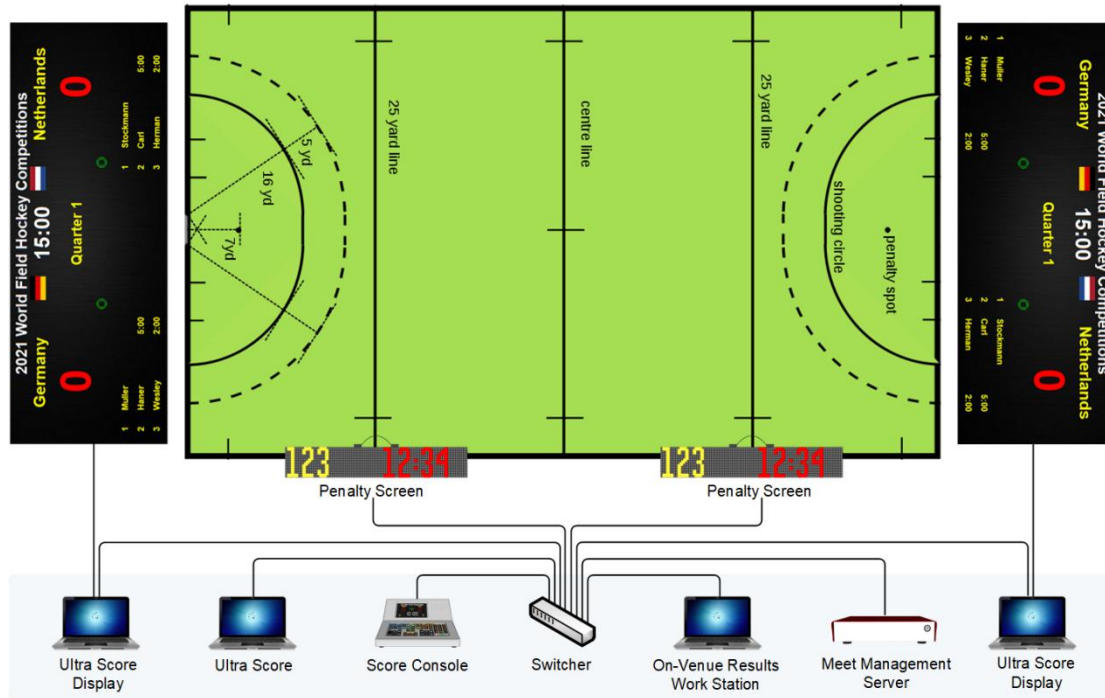 2021 World Field Hockey Competitions
Netherlands
15:00
Germany
0
Quarter 1
0
1 Stockmann
2 Carl 5:00
3 Herman 2:00
1 Muller
2 Haner 5:00
3 Wesley 2:00
25 yard line
centre line
25 yard line
5 yd
16 yd
7yd
shooting circle
penalty spot
2021 World Field Hockey Competitions
Germany
15:00
Netherlands
0
Quarter 1
0
1 Muller
2 Haner 5:00
3 Wesley 2:00
1 Stockmann
2 Carl 5:00
3 Herman 2:00
123 12:34
123 12:34
Penalty Screen
Penalty Screen
Ultra Score
Display
Ultra Score
Score Console
Switcher
On-Venue Results
Work Station
Meet Management
Server
Ultra Score
Display